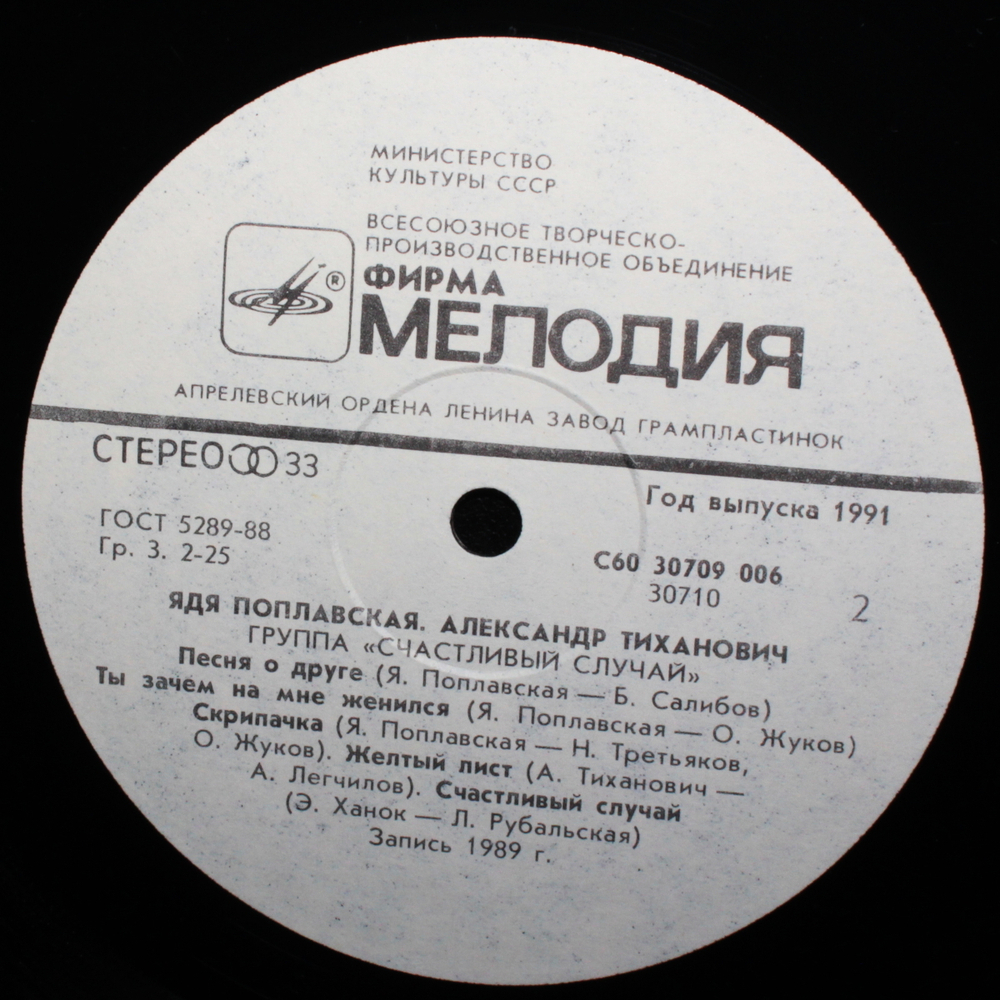 МИНИСТЕРСТВО
КУЛЬТУРЫ СССР
ВСЕСОЮЗНОЕ ТВОРЧЕСКО-
ПРОИЗВОДСТВЕННОЕ ОБЪЕДИНЕНИЕ
®
ФИРМА
МЕЛОДИЯ
АПРЕЛЕВСКИЙ ОРДЕНА ЛЕНИНА ЗАВОД ГРАМПЛАСТИНОК
СТЕРЕО 33
Год выпуска 1991
ГОСТ 5289-88
Гр. 3. 2-25
С60 30709 006
30710
2
ЯДЯ ПОПЛАВСКАЯ. АЛЕКСАНДР ТИХАНОВИЧ
ГРУППА «СЧАСТЛИВЫЙ СЛУЧАЙ»
Песня о друге (Я. Поплавская — Б. Салибов)
Ты зачем на мне женился (Я. Поплавская — О. Жуков)
Скрипачка (Я. Поплавская — Н. Третьяков,
О. Жуков). Желтый лист (А. Тиханович —
А. Легчилов). Счастливый случай
(Э. Ханок — Л. Рубальская)
Запись 1989 г.